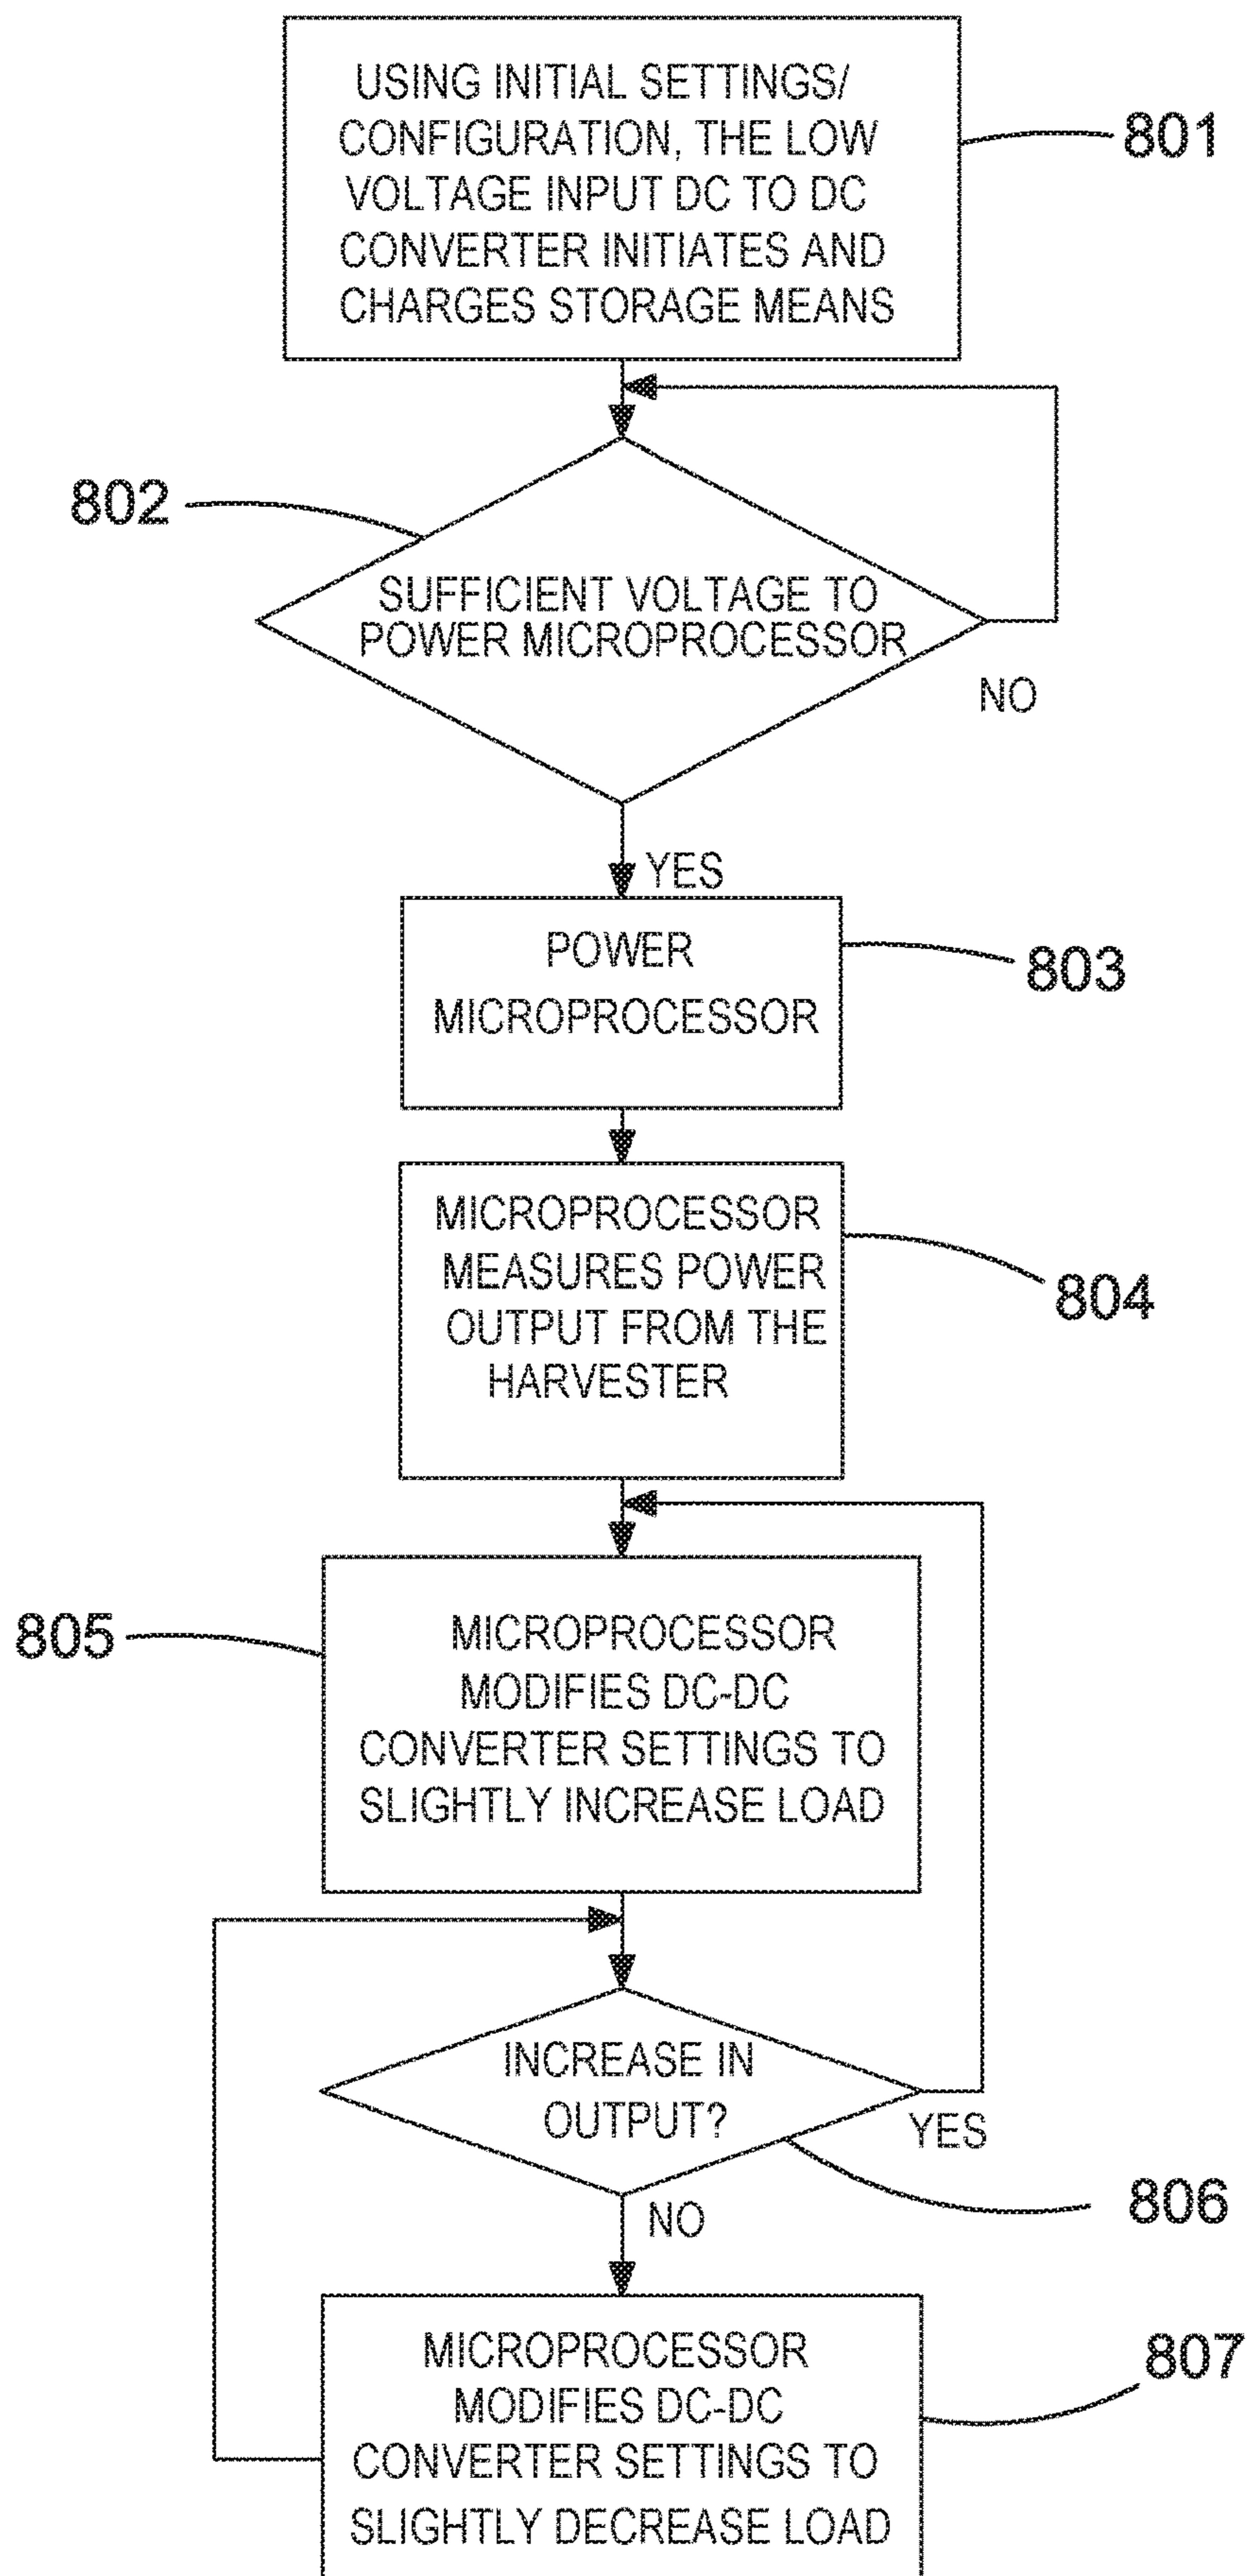 USING INITIAL SETTINGS/
CONFIGURATION, THE LOW
VOLTAGE INPUT DC TO DC
CONVERTER INITIATES AND
CHARGES STORAGE MEANS
801
802
SUFFICIENT VOLTAGE TO
POWER MICROPROCESSOR
NO
YES
POWER
MICROPROCESSOR
803
MICROPROCESSOR
MEASURES POWER
OUTPUT FROM THE
HARVESTER
804
805
MICROPROCESSOR
MODIFIES DC-DC
CONVERTER SETTINGS TO
SLIGHTLY INCREASE LOAD
INCREASE IN
OUTPUT?
YES
806
NO
MICROPROCESSOR
MODIFIES DC-DC
CONVERTER SETTINGS TO
SLIGHTLY DECREASE LOAD
807